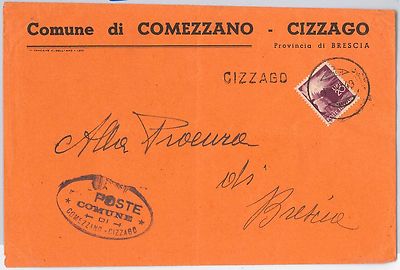 Comune di COMEZZANO - CIZZAGO
Provincia di BRESCIA
CIZZAGO
Alla Procura
di
Brescia
POSTE
COMUNE
DI
COMEZZANO - CIZZAGO